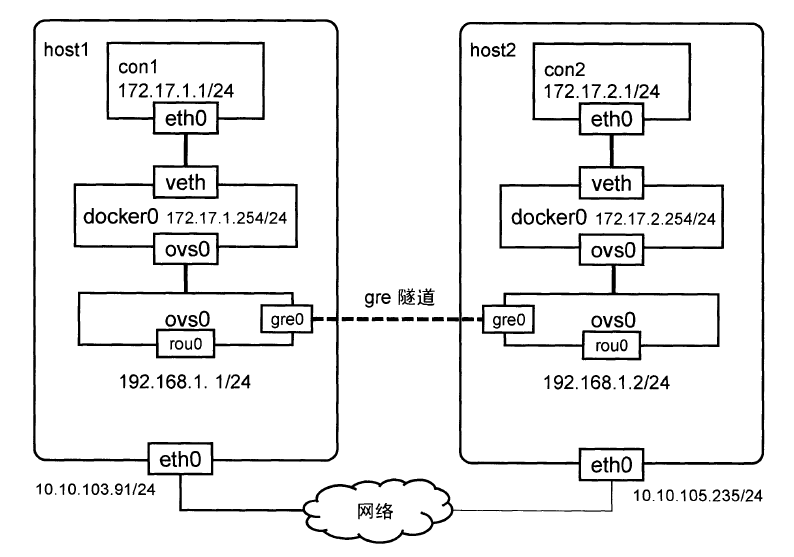 host1
con1
172.17.1.1/24
eth0
veth
docker0 172.17.1.254/24
ovs0
ovs0
gre0
rou0
192.168.1. 1/24
eth0
10.10.103.91/24
gre 隧道
网络
host2
con2
172.17.2.1/24
eth0
veth
docker0 172.17.2.254/24
ovs0
gre0
ovs0
rou0
192.168.1.2/24
eth0
10.10.105.235/24